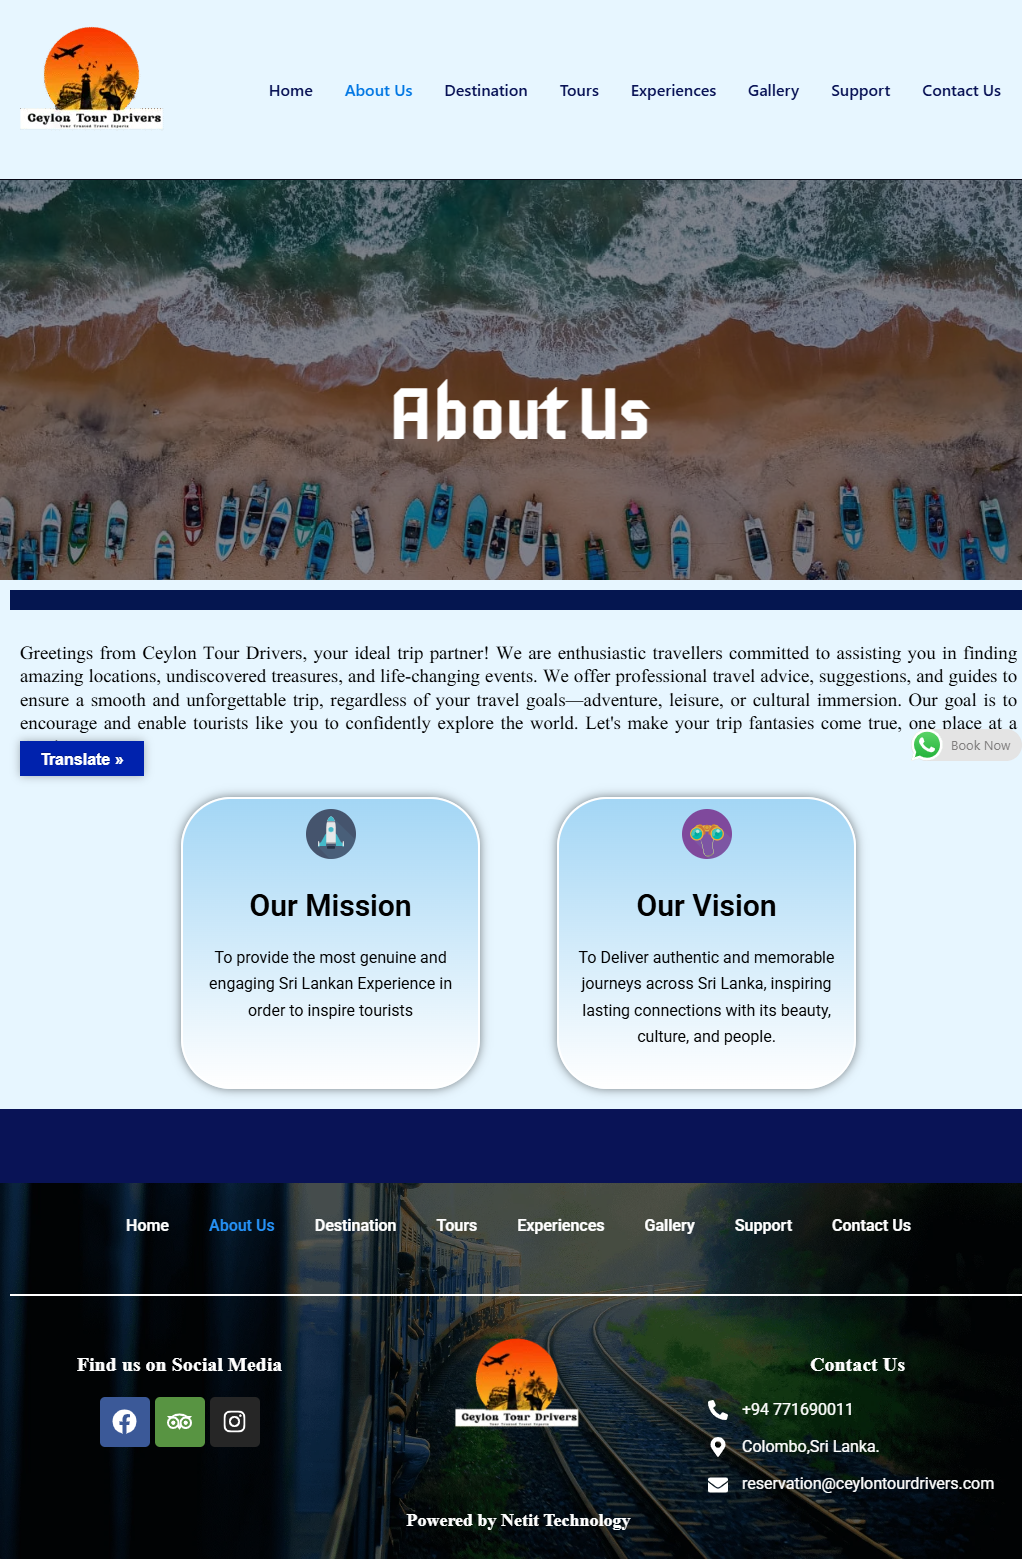 Ceylon Tour Drivers
Your Trusted Travel Experts
Home About Us Destination Tours Experiences Gallery Support Contact Us
About Us
Greetings from Ceylon Tour Drivers, your ideal trip partner! We are enthusiastic travellers committed to assisting you in finding
amazing locations, undiscovered treasures, and life-changing events. We offer professional travel advice, suggestions, and guides to
ensure a smooth and unforgettable trip, regardless of your travel goals—adventure, leisure, or cultural immersion. Our goal is to
encourage and enable tourists like you to confidently explore the world. Let's make your trip fantasies come true, one place at a
Translate »
Book Now
Our Mission
To provide the most genuine and
engaging Sri Lankan Experience in
order to inspire tourists
Our Vision
To Deliver authentic and memorable
journeys across Sri Lanka, inspiring
lasting connections with its beauty,
culture, and people.
Home About Us Destination Tours Experiences Gallery Support Contact Us
Find us on Social Media
Ceylon Tour Drivers
Your Trusted Travel Experts
Contact Us
+94 771690011
Colombo,Sri Lanka.
reservation@ceylontourdrivers.com
Powered by Netit Technology